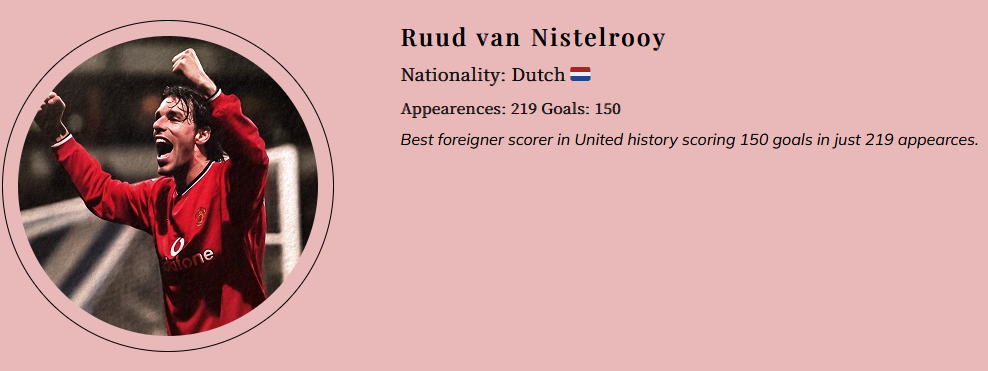 Ruud van Nistelrooy
Nationality: Dutch 🇳🇱
Appearences: 219 Goals: 150
Best foreigner scorer in United history scoring 150 goals in just 219 appearces.
vodafone